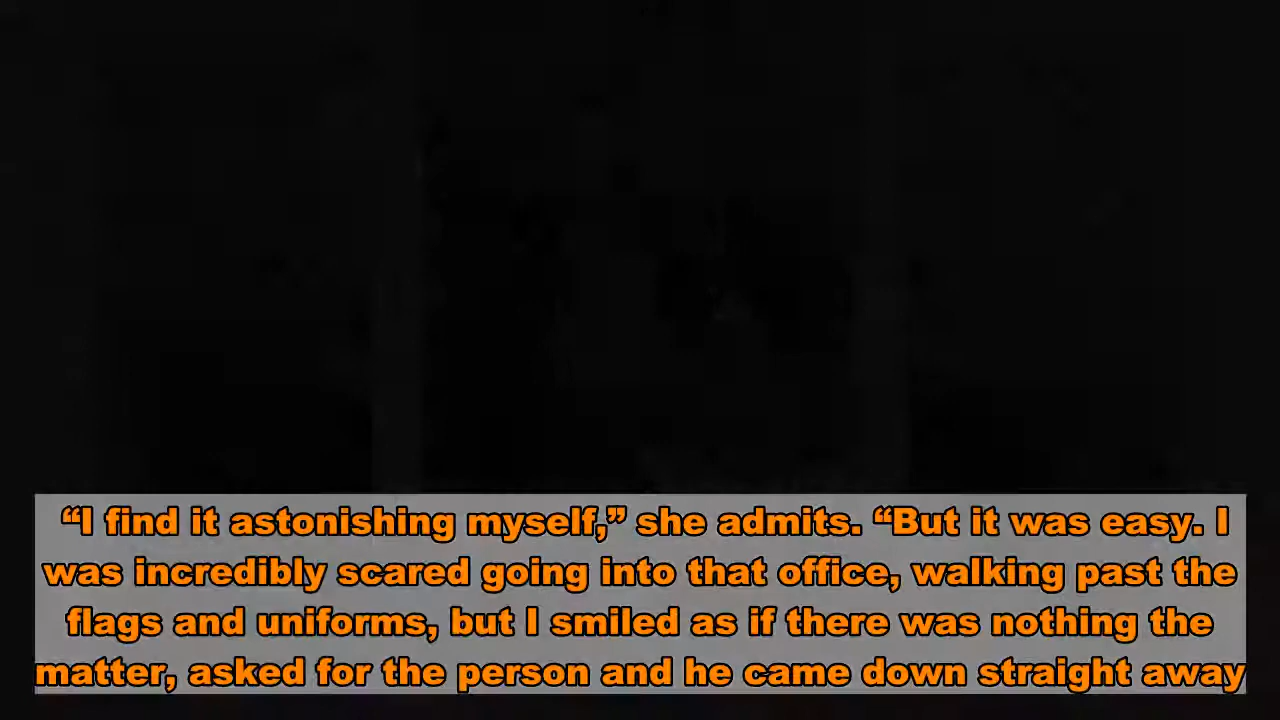 “I find it astonishing myself,” she admits. “But it was easy. I
was incredibly scared going into that office, walking past the
flags and uniforms, but I smiled as if there was nothing the
matter, asked for the person and he came down straight away